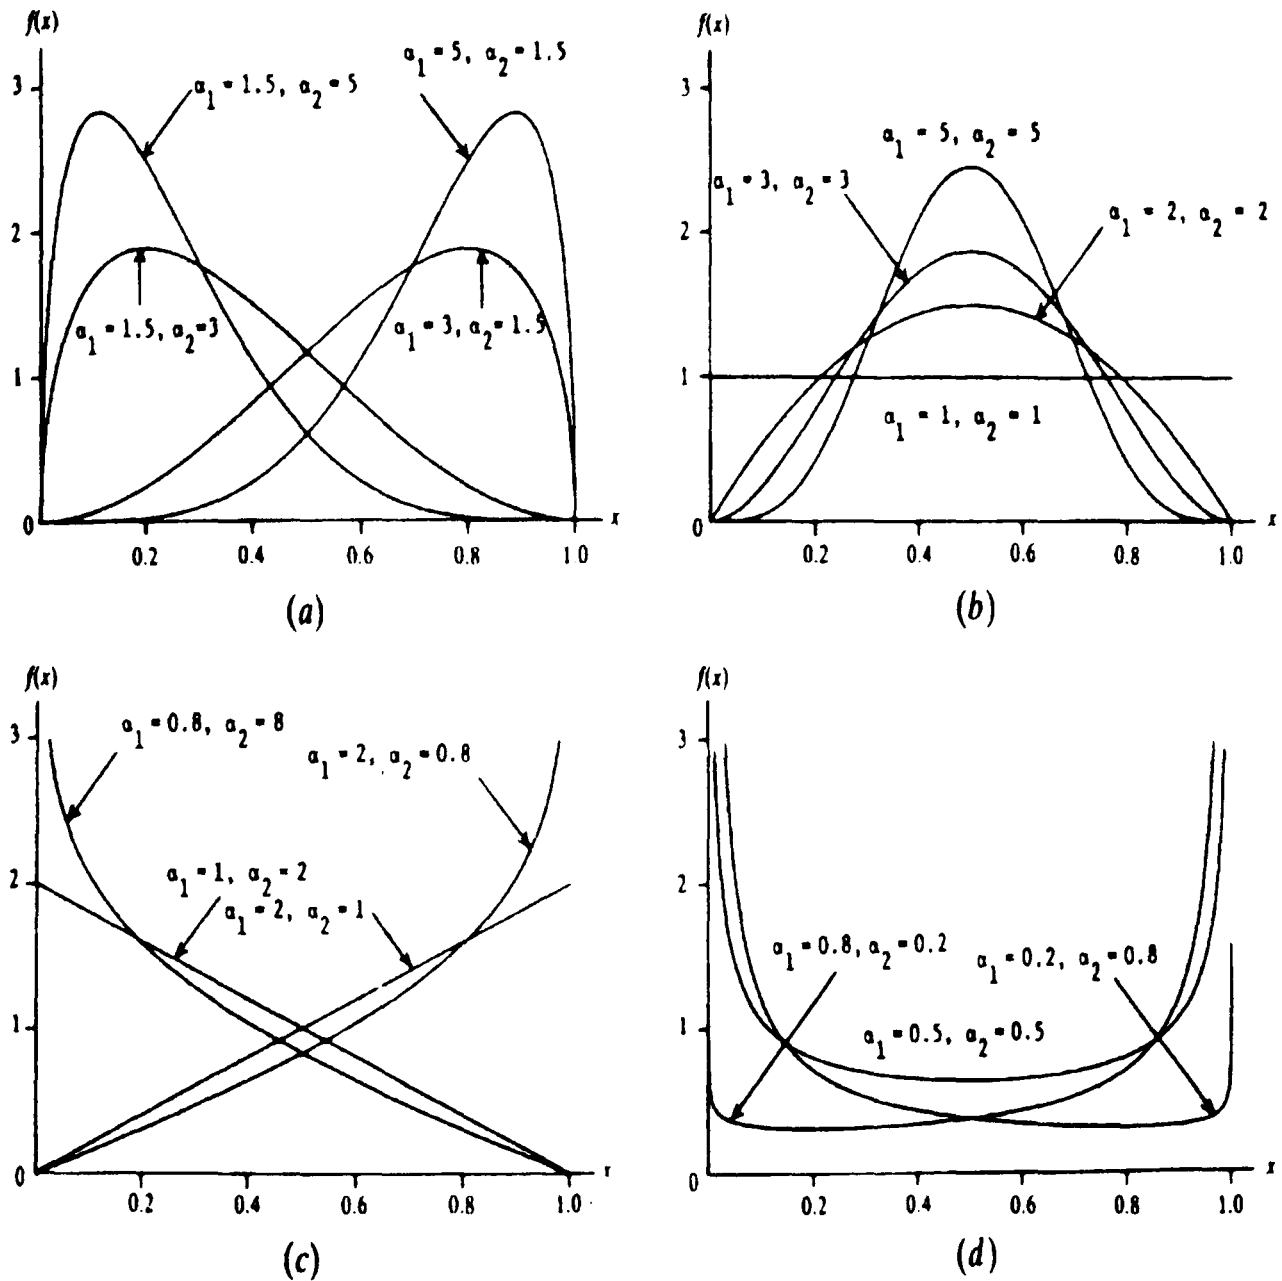 f(x)
α1 = 1.5, α2 = 5
α1 = 5, α2 = 1.5
3
2
1
0
α1 = 1.5, α2=3
α1 = 3, α2 = 1.5
0.2 0.4 0.6 0.8 1.0
x
(a)
f(x)
3
2
1
0
α1 = 5, α2 = 5
α1 = 3, α2 = 3
α1 = 2, α2 = 2
α1 = 1, α2 = 1
0.2 0.4 0.6 0.8 1.0
x
(b)
f(x)
3
2
1
0
α1 = 0.8, α2 = 8
α1 = 2, α2 = 0.8
α1 = 1, α2 = 2
α1 = 2, α2 = 1
0.2 0.4 0.6 0.8 1.0
x
(c)
f(x)
3
2
1
0
α1 = 0.8, α2 = 0.2
α1 = 0.2, α2 = 0.8
α1 = 0.5, α2 = 0.5
0.2 0.4 0.6 0.8 1.0
x
(d)